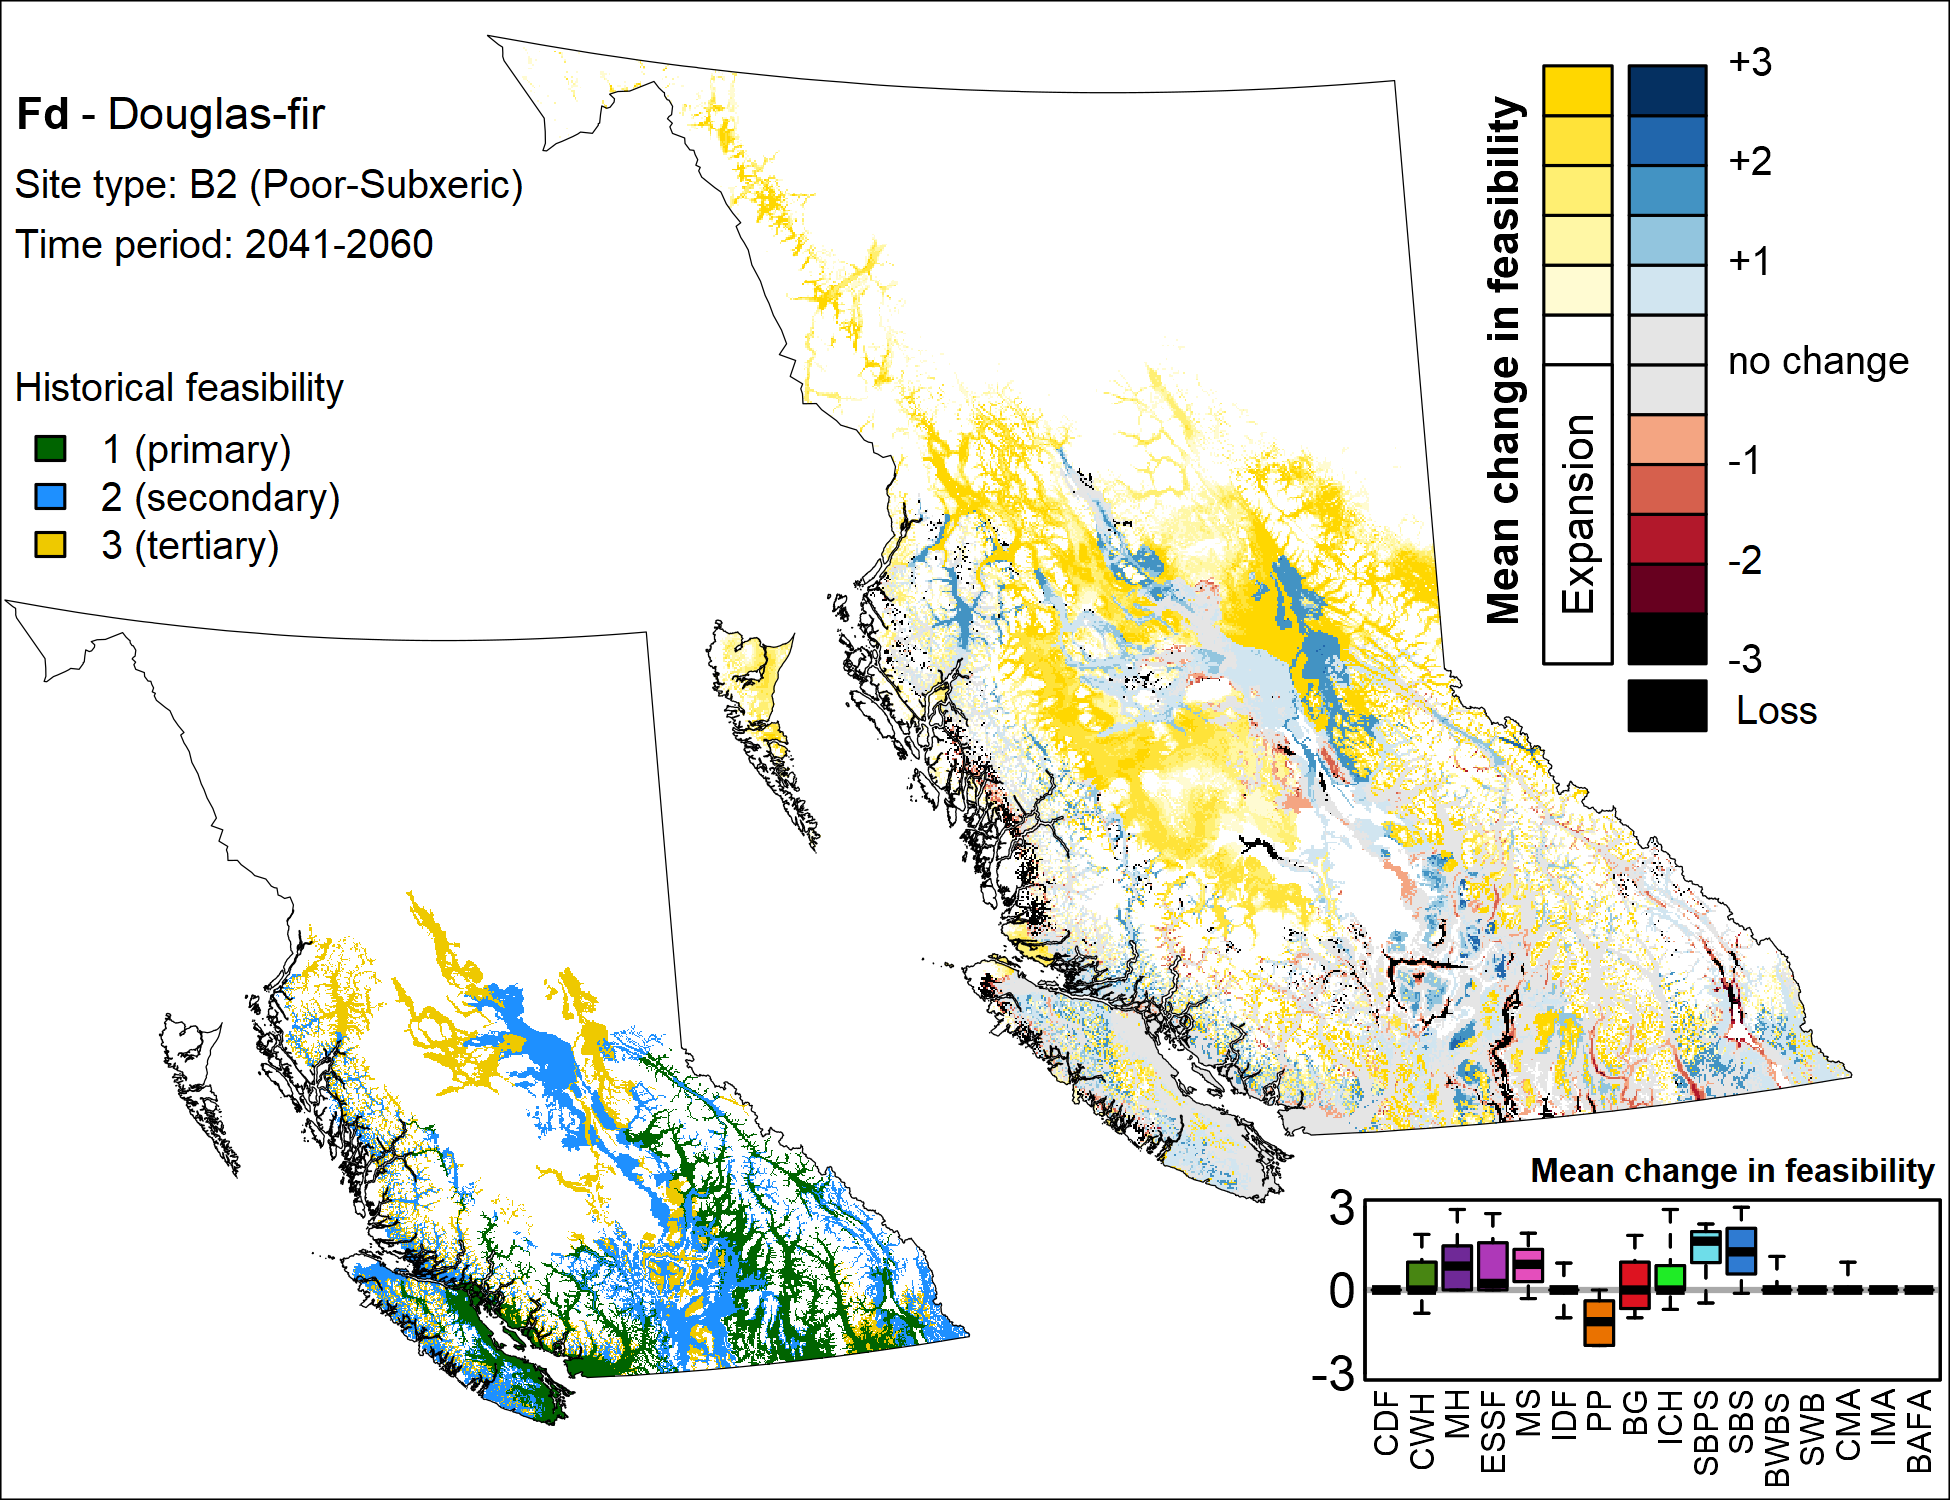 Fd - Douglas-fir
Site type: B2 (Poor-Subxeric)
Time period: 2041-2060
Historical feasibility
1 (primary)
2 (secondary)
3 (tertiary)
Mean change in feasibility
Expansion
+3
+2
+1
no change
-1
-2
-3
Loss
Mean change in feasibility
3
0
-3
CDF
CWH
MH
ESSF
MS
IDF
PP
BG
ICH
SBPS
SBS
BWBS
SWB
CMA
IMA
BAFA